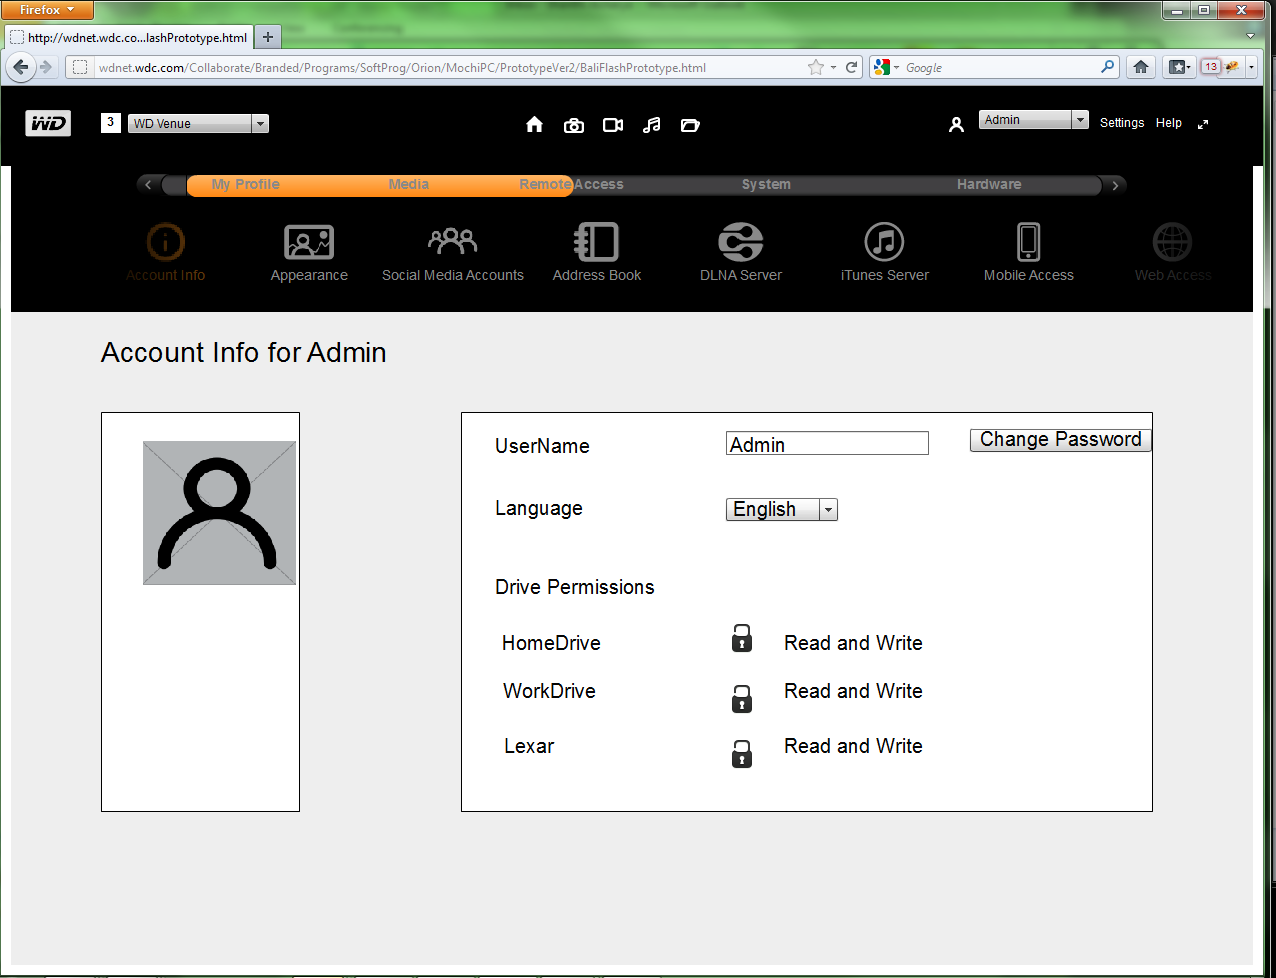 Firefox
http://wdnet.wdc.co...lashPrototype.html
wdnet.wdc.com/Collaborate/Branded/Programs/SoftProg/Orion/MochiPC/PrototypeVer2/BaliFlashPrototype.html
Google
13
WD
3
WD Venue
Admin
Settings
Help
My Profile
Media
Remote Access
System
Hardware
Account Info
Appearance
Social Media Accounts
Address Book
DLNA Server
iTunes Server
Mobile Access
Web Access
Account Info for Admin
UserName
Admin
Change Password
Language
English
Drive Permissions
HomeDrive
Read and Write
WorkDrive
Read and Write
Lexar
Read and Write